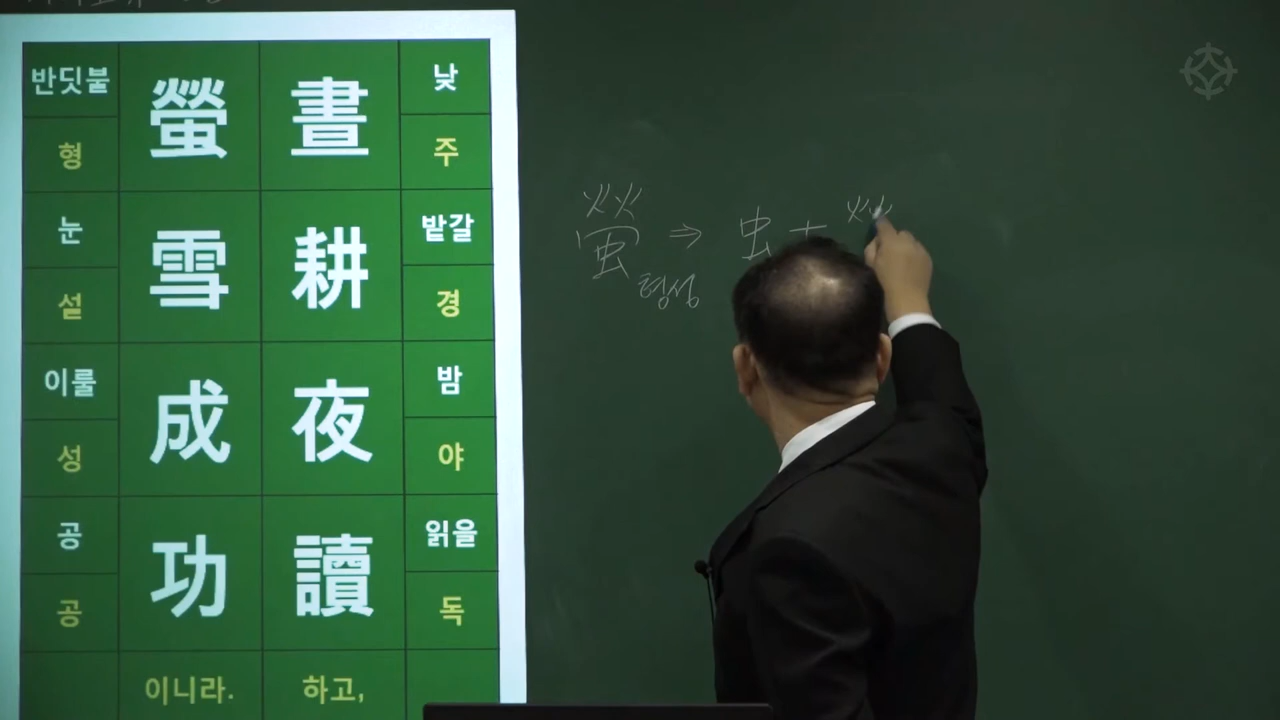 반딧불 螢 晝 낮
형 주
눈 雪 耕 밭갈
설 경
이룰 成 夜 밤
성 야
공 功 讀 읽을
공 독
이니라. 하고,
螢 ⇒ 虫 +
형성